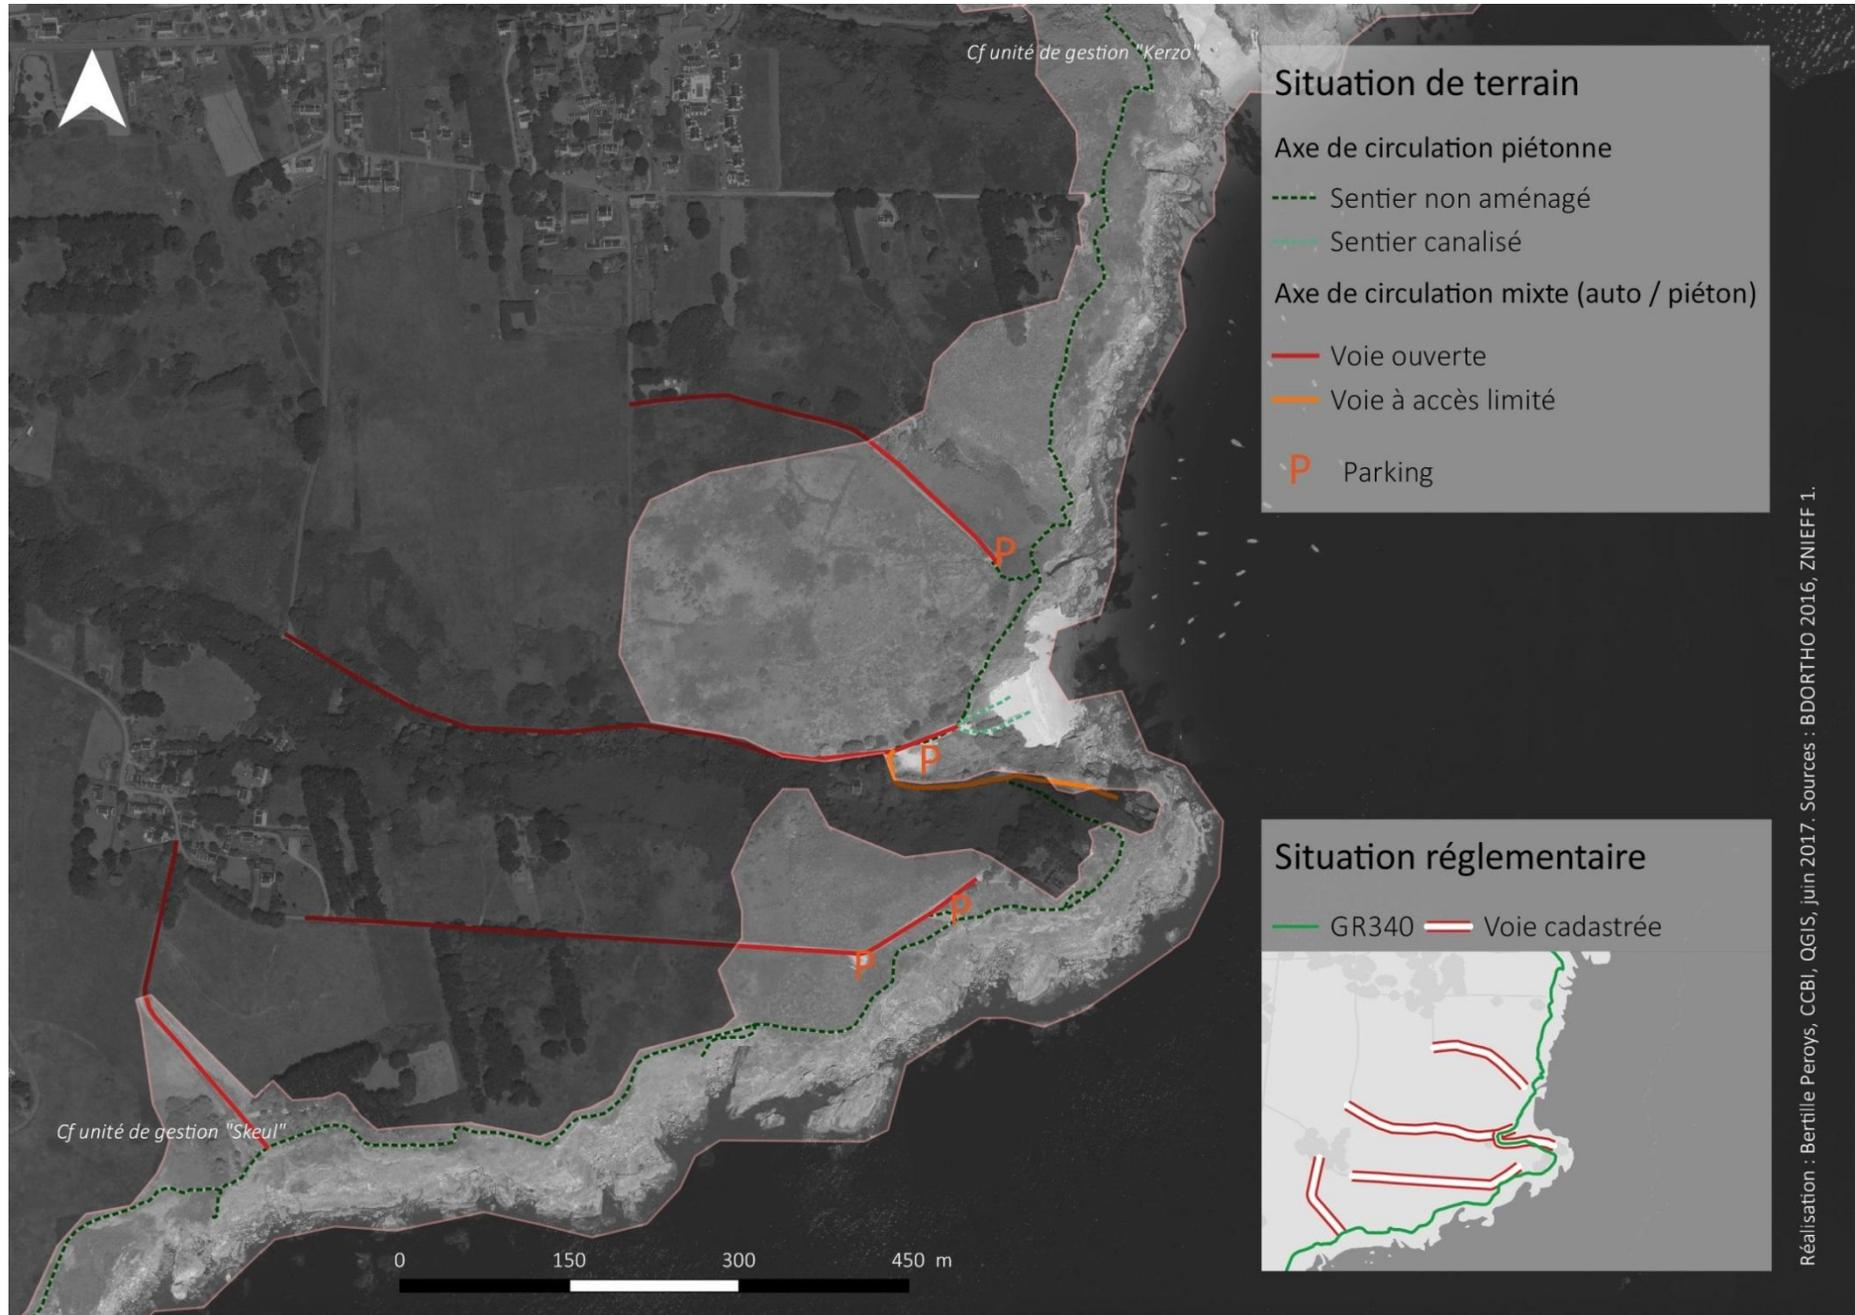 Cf unité de gestion "Kerzo"
Situation de terrain
Axe de circulation piétonne
Sentier non aménagé
Sentier canalisé
Axe de circulation mixte (auto / piéton)
Voie ouverte
Voie à accès limité
P Parking
P
P
P
P
Cf unité de gestion "Skeul"
0 150 300 450 m
Situation réglementaire
GR340 Voie cadastrée
Réalisation : Bertille Peroys, CCBI, QGIS, juin 2017. Sources : BDORTHO 2016, ZNIEFF 1.